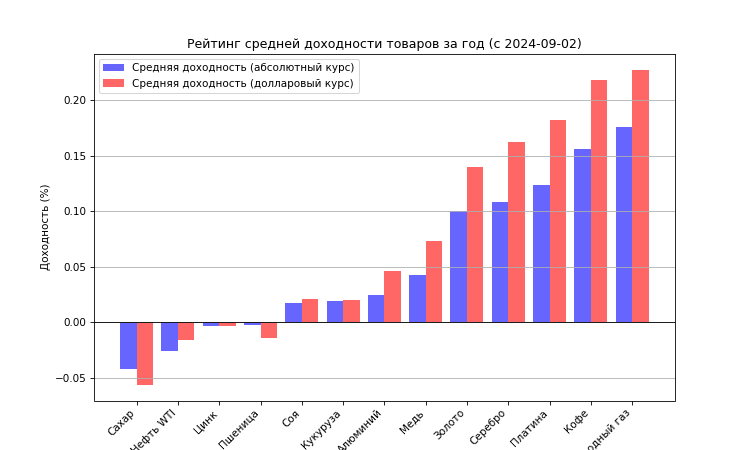 Рейтинг средней доходности товаров за год (с 2024-09-02)
Средняя доходность (абсолютный курс)
Средняя доходность (долларовый курс)
Доходность (%)
0.20
0.15
0.10
0.05
0.00
−0.05
Сахар
Нефть WTI
Цинк
Пшеница
Соя
Кукуруза
Алюминий
Медь
Золото
Серебро
Платина
Кофе
газ